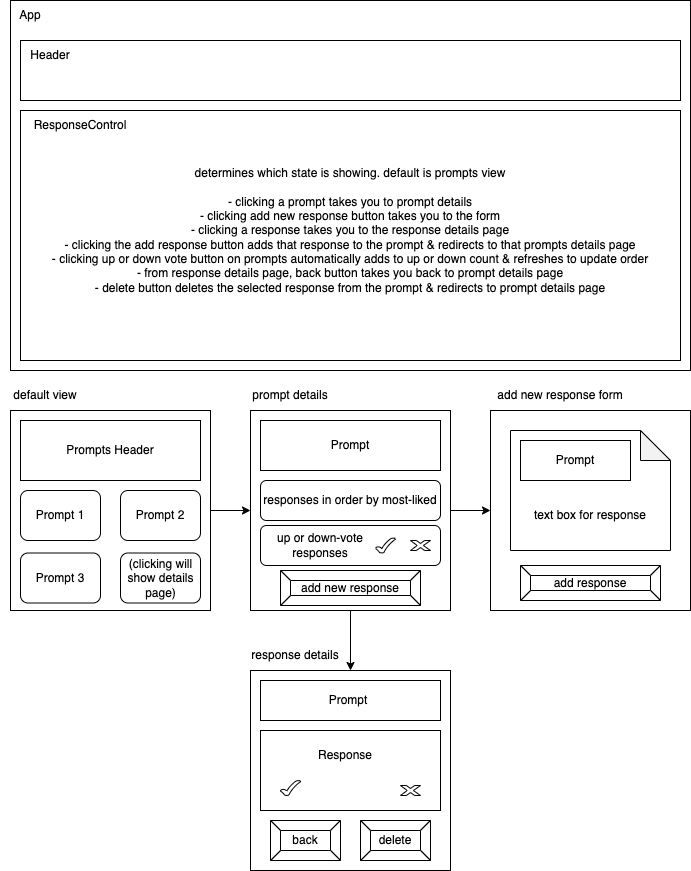 App
Header
ResponseControl
determines which state is showing. default is prompts view
- clicking a prompt takes you to prompt details
- clicking add new response button takes you to the form
- clicking a response takes you to the response details page
- clicking the add response button adds that response to the prompt & redirects to that prompts details page
- clicking up or down vote button on prompts automatically adds to up or down count & refreshes to update order
- from response details page, back button takes you back to prompt details page
- delete button deletes the selected response from the prompt & redirects to prompt details page
default view
Prompts Header
Prompt 1
Prompt 2
Prompt 3
(clicking will
show details
page)
prompt details
Prompt
responses in order by most-liked
up or down-vote
responses
add new response
add new response form
Prompt
text box for response
add response
response details
Prompt
Response
back
delete